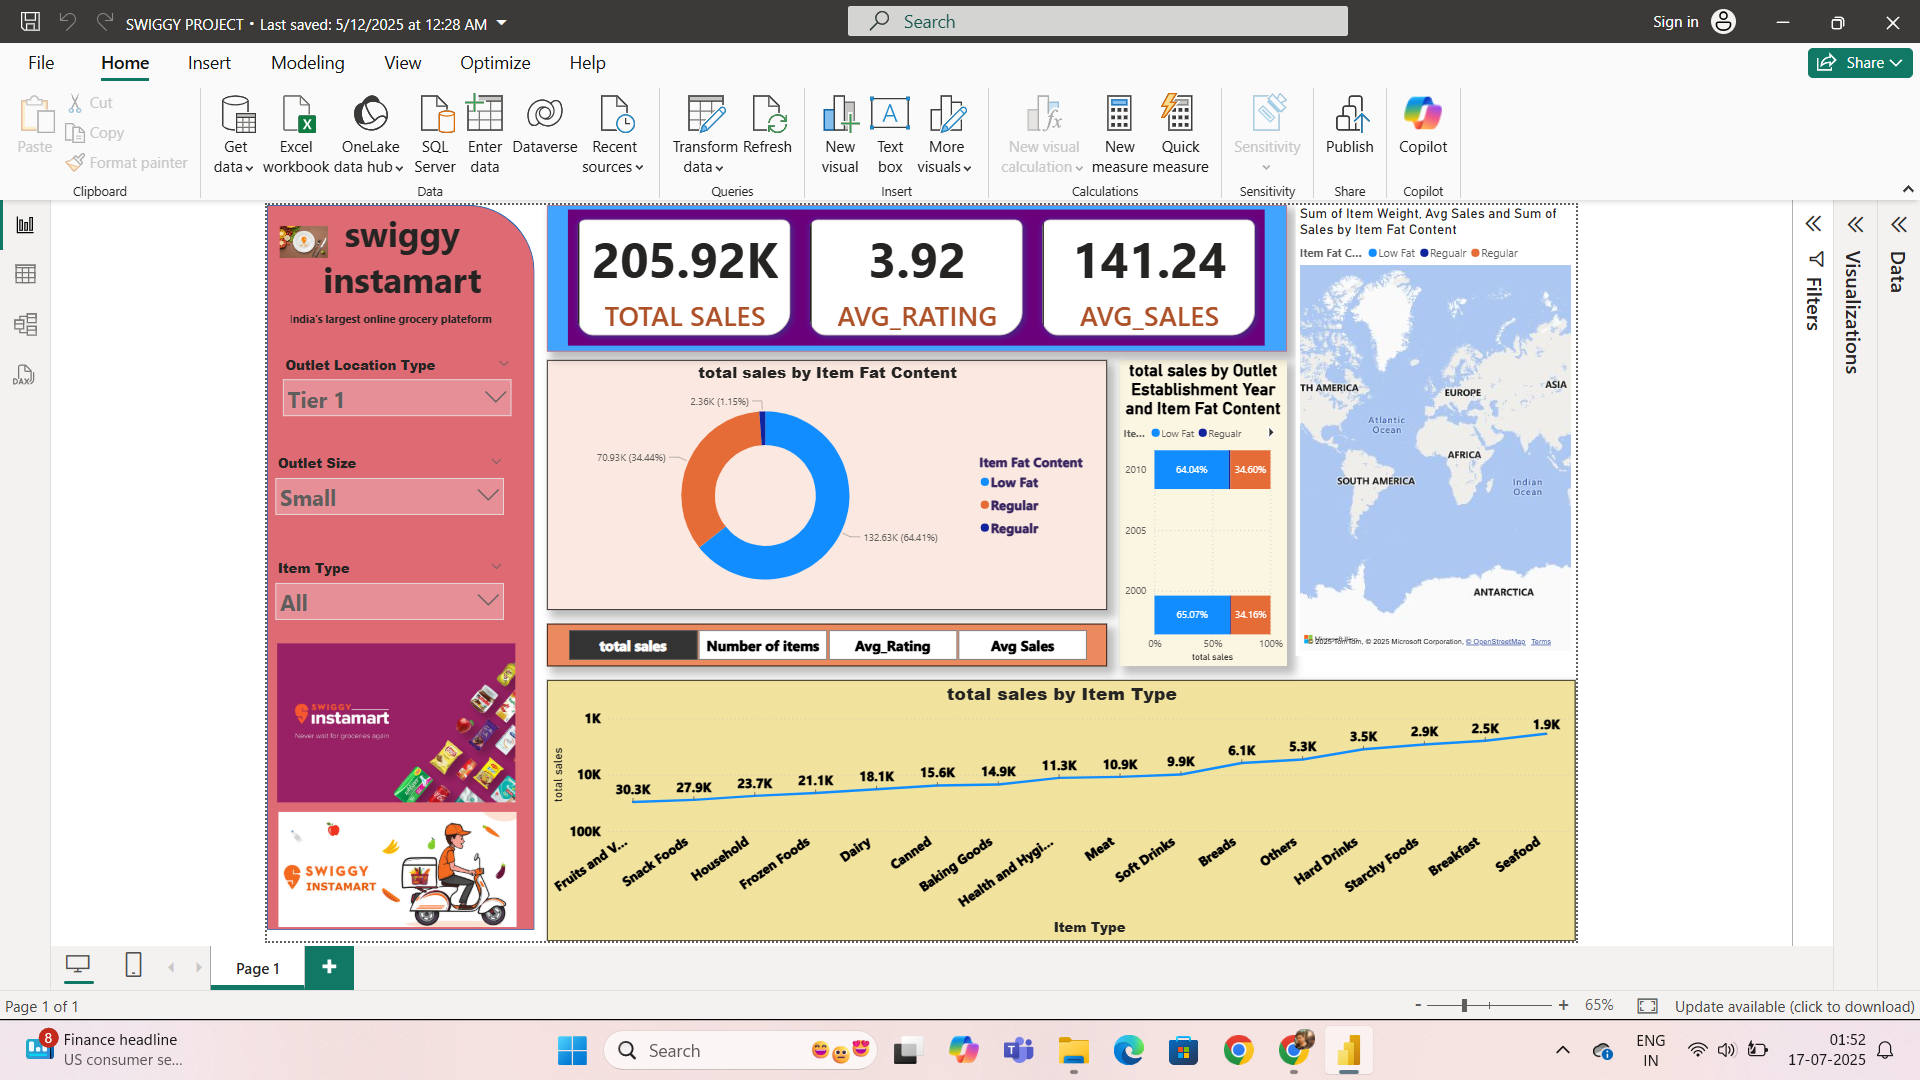 SWIGGY PROJECT • Last saved: 5/12/2025 at 12:28 AM
Search
Sign in
File
Home
Insert
Modeling
View
Optimize
Help
Share
Paste
Cut
Copy
Format painter
Clipboard
Get data
Excel workbook
OneLake data hub
SQL Server
Enter data
Dataverse
Recent sources
Data
Transform data
Refresh
Queries
New visual
Text box
More visuals
Insert
New visual calculation
New measure
Quick measure
Calculations
Sensitivity
Sensitivity
Publish
Share
Copilot
Copilot
swiggy
instamart
India's largest online grocery plateform
Outlet Location Type
Tier 1
Outlet Size
Small
Item Type
All
SWIGGY
instamart
Never wait for groceries again
SWIGGY
INSTAMART
205.92K
TOTAL SALES
3.92
AVG_RATING
141.24
AVG_SALES
total sales by Item Fat Content
2.36K (1.15%)
70.93K (34.44%)
132.63K (64.41%)
Item Fat Content
Low Fat
Regular
Regualr
total sales
Number of items
Avg_Rating
Avg Sales
total sales by Outlet
Establishment Year
and Item Fat Content
Ite... Low Fat Regualr
2010
64.04%
34.60%
2005
2000
65.07%
34.16%
0% 50% 100%
total sales
Sum of Item Weight, Avg Sales and Sum of
Sales by Item Fat Content
Item Fat C... Low Fat Regualr Regular
TH AMERICA
EUROPE
ASIA
Atlantic
Ocean
AFRICA
SOUTH AMERICA
Indian
Ocean
ANTARCTICA
© 2025 TomTom, © 2025 Microsoft Corporation, © OpenStreetMap Terms
total sales by Item Type
total sales
1K
10K
100K
30.3K
27.9K
23.7K
21.1K
18.1K
15.6K
14.9K
11.3K
10.9K
9.9K
6.1K
5.3K
3.5K
2.9K
2.5K
1.9K
Fruits and V...
Snack Foods
Household
Frozen Foods
Dairy
Canned
Baking Goods
Health and Hygi...
Meat
Soft Drinks
Breads
Others
Hard Drinks
Starchy Foods
Breakfast
Seafood
Item Type
Filters
Visualizations
Data
DAX
Page 1
Page 1 of 1
- + 65%
Update available (click to download)
8
Finance headline
US consumer se...
Search
ENG
IN
01:52
17-07-2025